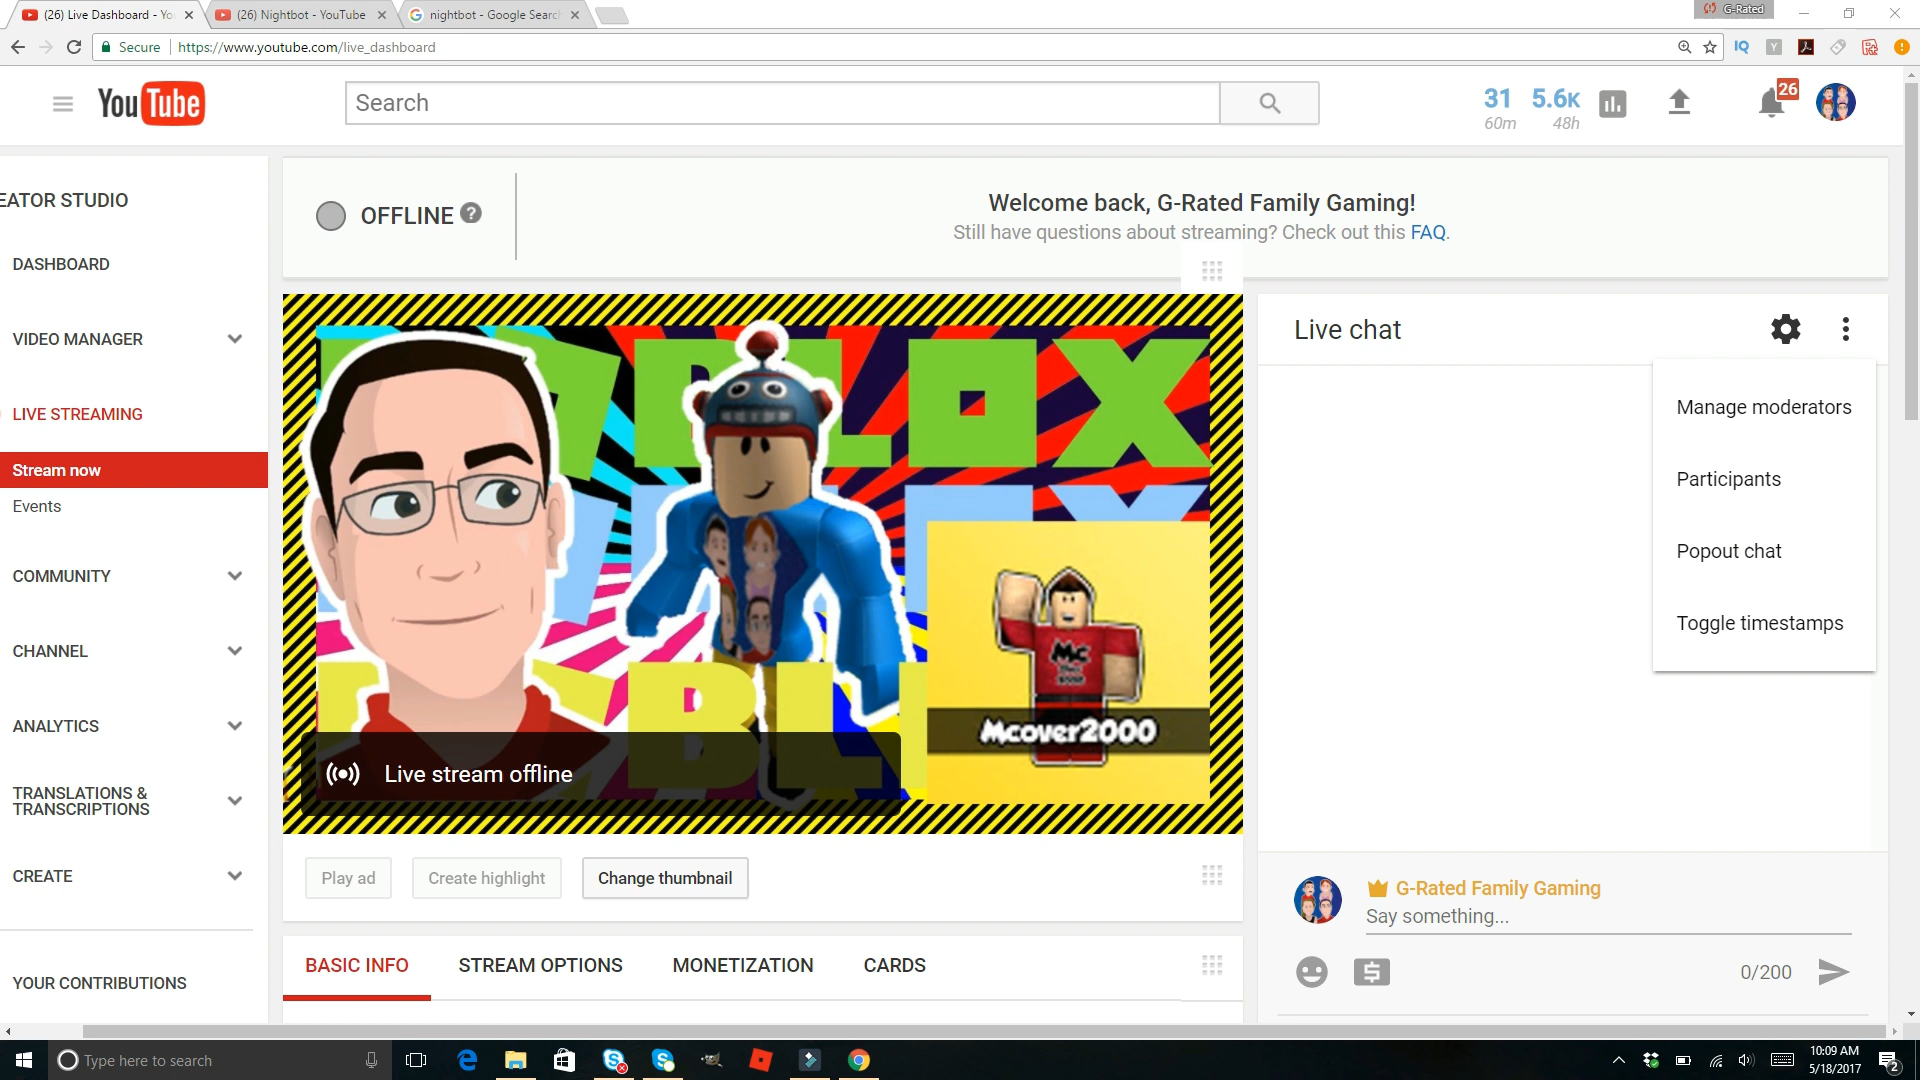 (26) Live Dashboard - Yo
(26) Nightbot - YouTube
nightbot - Google Searc
G-Rated
Secure
https://www.youtube.com/live_dashboard
YouTube
Search
31
60m
5.6K
48h
26
EATOR STUDIO
DASHBOARD
VIDEO MANAGER
LIVE STREAMING
Stream now
Events
COMMUNITY
CHANNEL
ANALYTICS
TRANSLATIONS &
TRANSCRIPTIONS
CREATE
YOUR CONTRIBUTIONS
OFFLINE ?
Welcome back, G-Rated Family Gaming!
Still have questions about streaming? Check out this FAQ.
Mcover2000
Live stream offline
Play ad
Create highlight
Change thumbnail
BASIC INFO
STREAM OPTIONS
MONETIZATION
CARDS
Live chat
Manage moderators
Participants
Popout chat
Toggle timestamps
G-Rated Family Gaming
Say something...
0/200
Type here to search
10:09 AM
5/18/2017
2